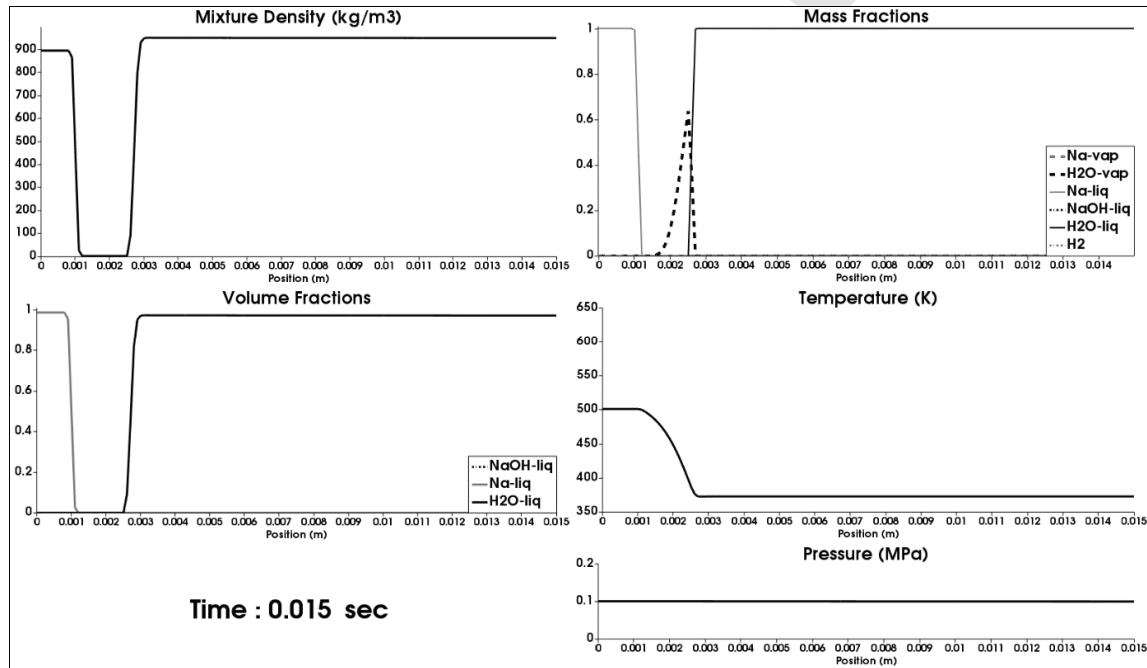 Mixture Density (kg/m3)
900
800
700
600
500
400
300
200
100
0
0 0.001 0.002 0.003 0.004 0.005 0.006 0.007 0.008 0.009 0.01 0.011 0.012 0.013 0.014 0.015
Position (m)
Mass Fractions
1
0.8
0.6
0.4
0.2
0
Na-vap
H2O-vap
Na-liq
NaOH-liq
H2O-liq
H2
0 0.001 0.002 0.003 0.004 0.005 0.006 0.007 0.008 0.009 0.01 0.011 0.012 0.013 0.014
Position (m)
Volume Fractions
1
0.8
0.6
0.4
0.2
0
NaOH-liq
Na-liq
H2O-liq
0 0.001 0.002 0.003 0.004 0.005 0.006 0.007 0.008 0.009 0.01 0.011 0.012 0.013 0.014 0.015
Position (m)
Temperature (K)
650
600
550
500
450
400
350
0 0.001 0.002 0.003 0.004 0.005 0.006 0.007 0.008 0.009 0.01 0.011 0.012 0.013 0.014 0.015
Position (m)
Time : 0.015 sec
Pressure (MPa)
0.2
0.1
0
0 0.001 0.002 0.003 0.004 0.005 0.006 0.007 0.008 0.009 0.01 0.011 0.012 0.013 0.014 0.015
Position (m)